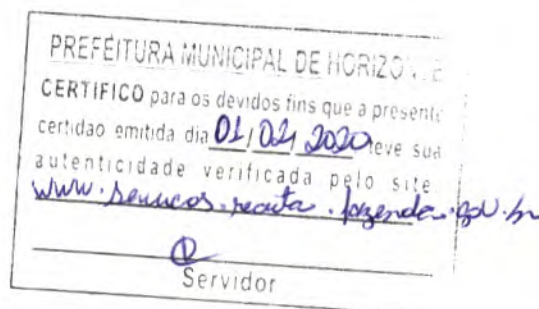 PREFEITURA MUNICIPAL DE HORIZO
CERTIFICO para os devidos fins que a presente
certidao emitida dia 01/02/2020 teve sua
autenticidade verificada pelo site.
www.servicos.receita.fazenda.gov.br
Servidor